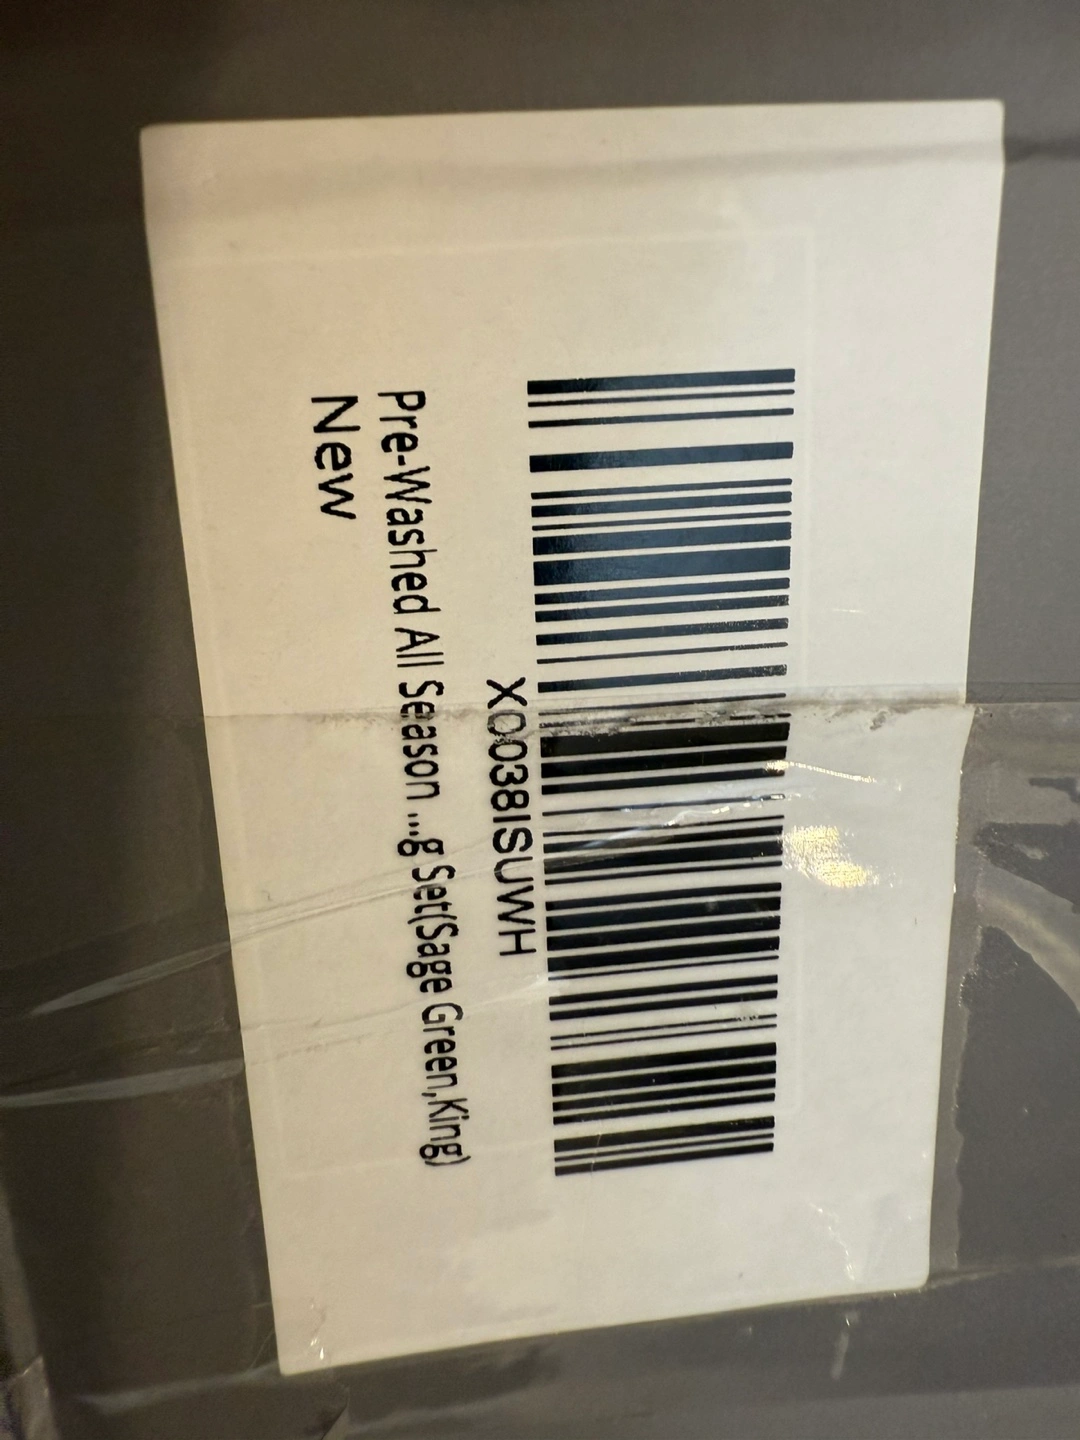 X0038ISUWH
Pre-Washed All Season ...g Set(Sage Green,King)
New